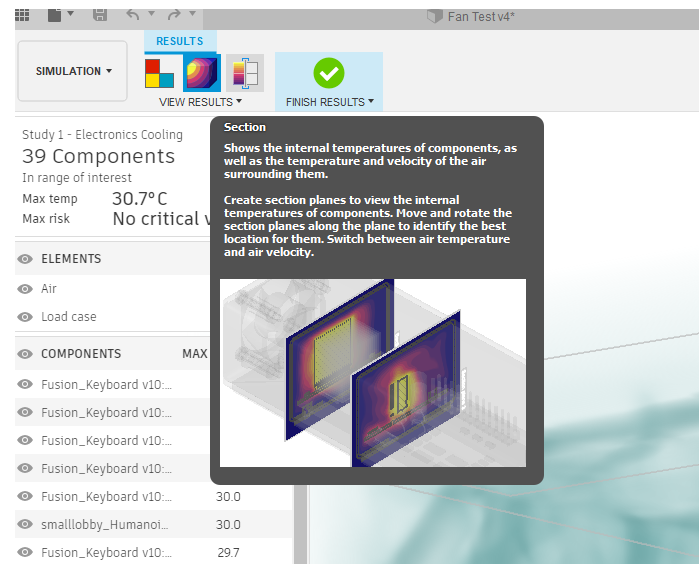 Fan Test v4*
RESULTS
SIMULATION
VIEW RESULTS
FINISH RESULTS
Section
Shows the internal temperatures of components, as
well as the temperature and velocity of the air
surrounding them.
Create section planes to view the internal
temperatures of components. Move and rotate the
section planes along the plane to identify the best
location for them. Switch between air temperature
and air velocity.
Study 1 - Electronics Cooling
39 Components
In range of interest
Max temp 30.7°C
Max risk No critical v
ELEMENTS
Air
Load case
COMPONENTS MAX
Fusion_Keyboard v10:...
Fusion_Keyboard v10:...
Fusion_Keyboard v10:...
Fusion_Keyboard v10:...
Fusion_Keyboard v10:... 30.0
smalllobby_Humanoi... 30.0
Fusion_Keyboard v10:... 29.7